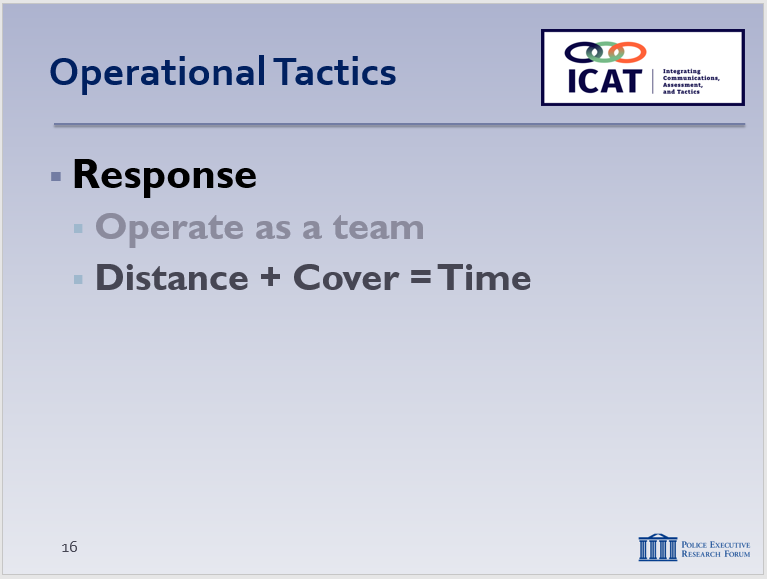 Operational Tactics
ICAT
Integrating
Communications,
Assessment,
and Tactics
Response
Operate as a team
Distance + Cover = Time
16
POLICE EXECUTIVE
RESEARCH FORUM